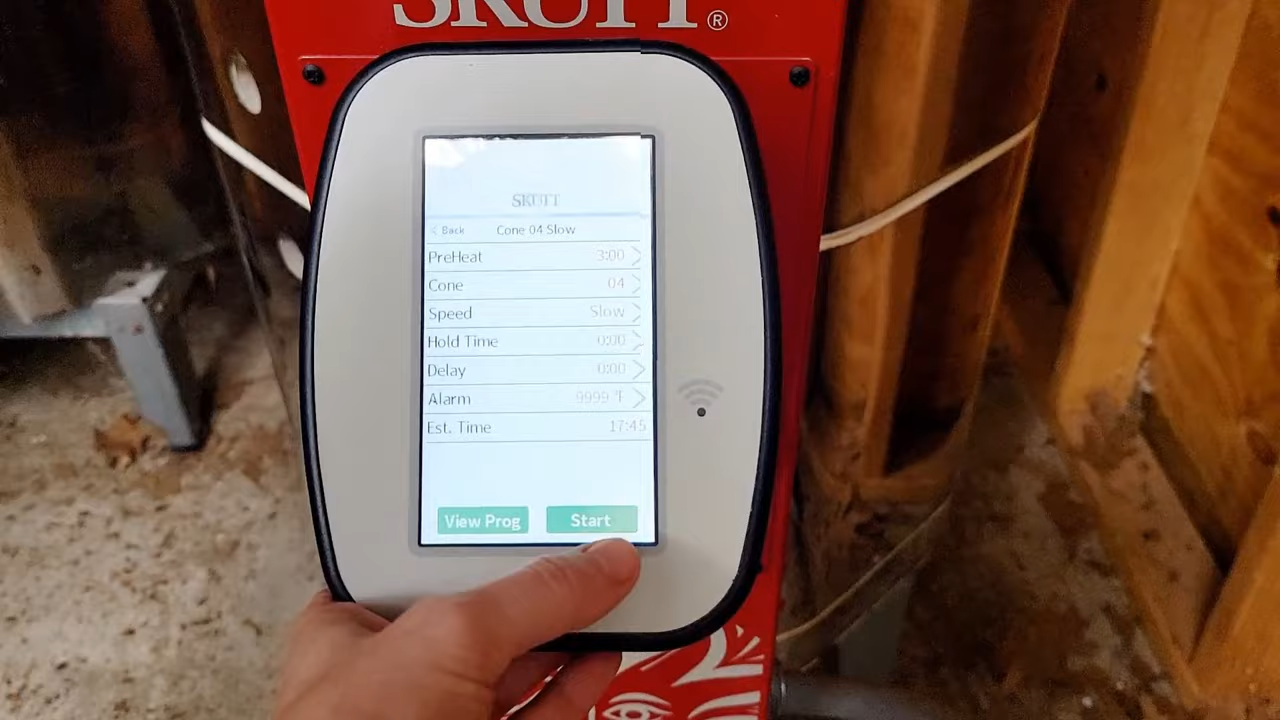 SKUTT®
SKUTT
< Back Cone 04 Slow
PreHeat 3:00 >
Cone 04 >
Speed Slow >
Hold Time 0:00 >
Delay 0:00 >
Alarm 9999 °F >
Est. Time 17:45
View Prog Start